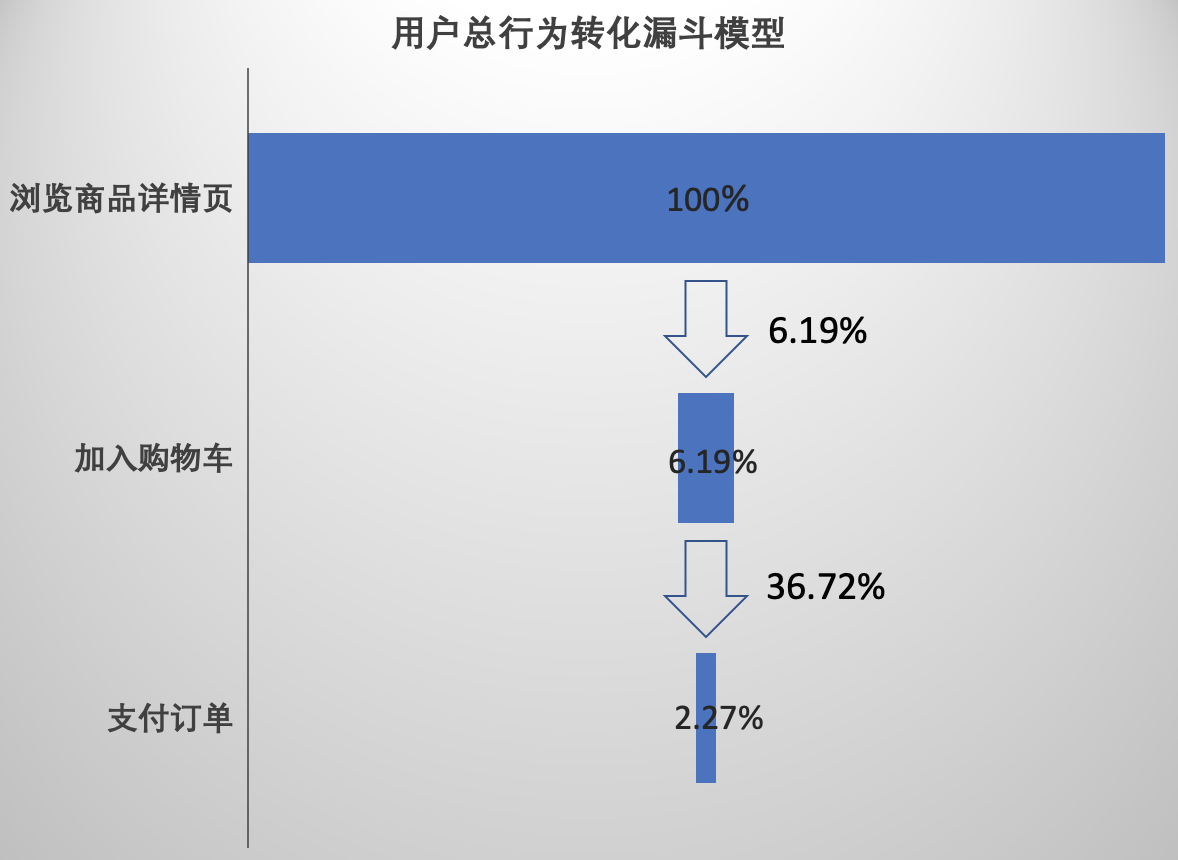 用户总行为转化漏斗模型
浏览商品详情页
100%
6.19%
加入购物车
6.19%
36.72%
支付订单
2.27%